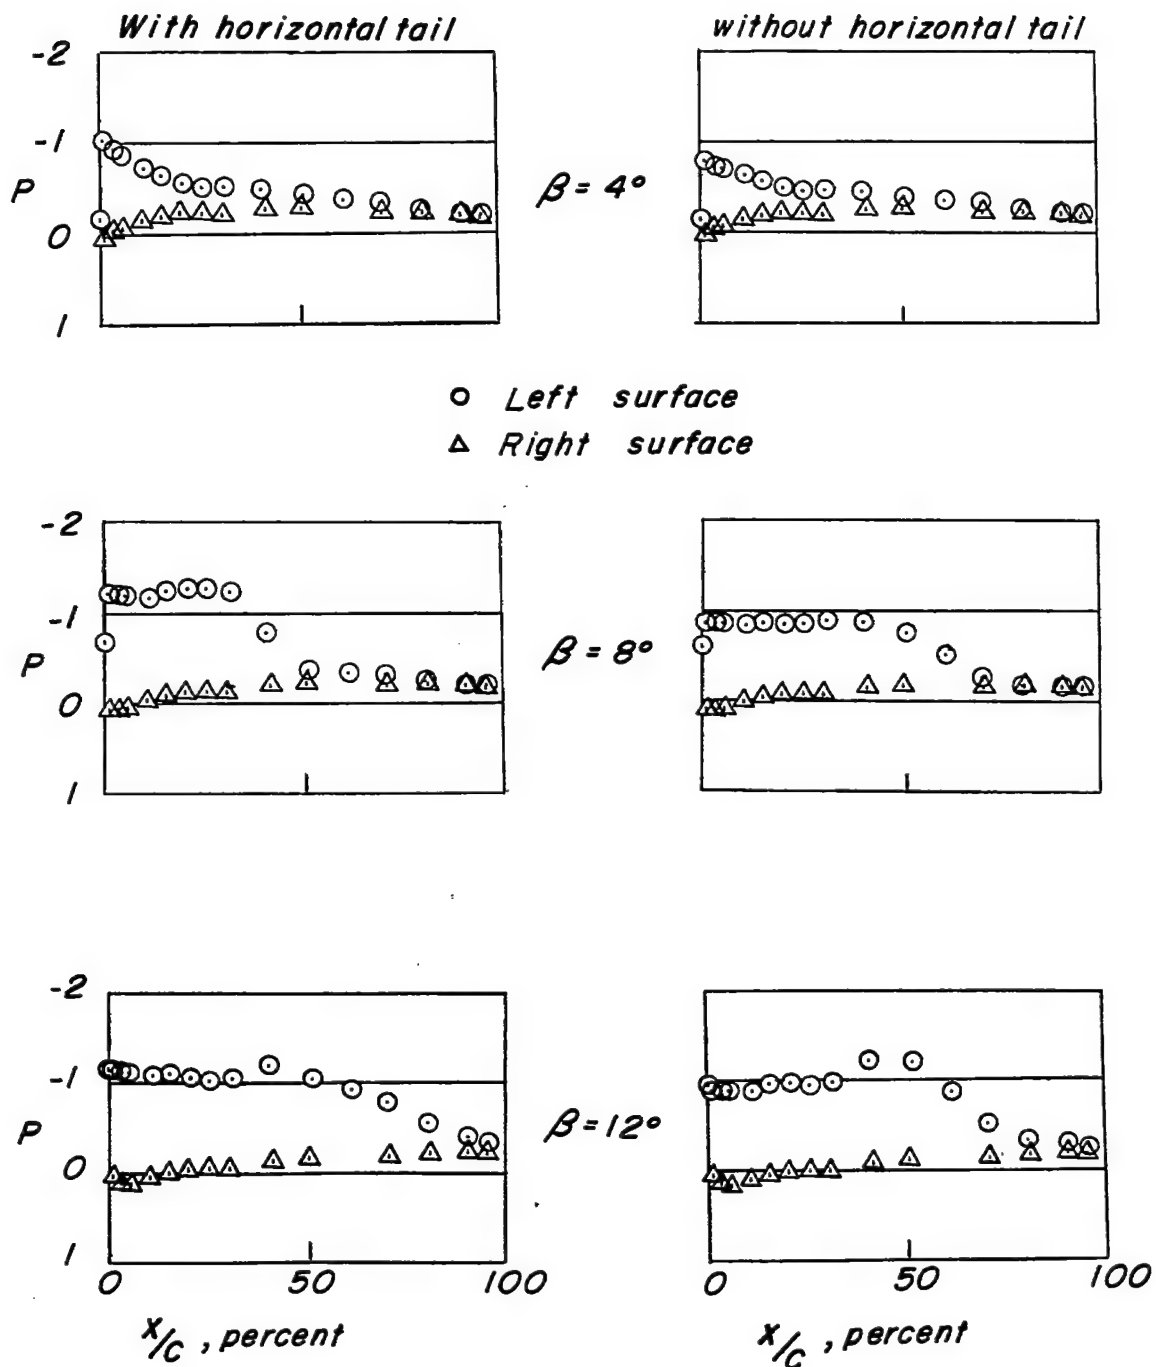 With horizontal tail
without horizontal tail
-2
-1
P
0
1
β = 4°
○ Left surface
△ Right surface
-2
-1
P
0
1
β = 8°
-2
-1
P
0
1
β = 12°
0
50
100
0
50
100
x/c, percent
x/c, percent